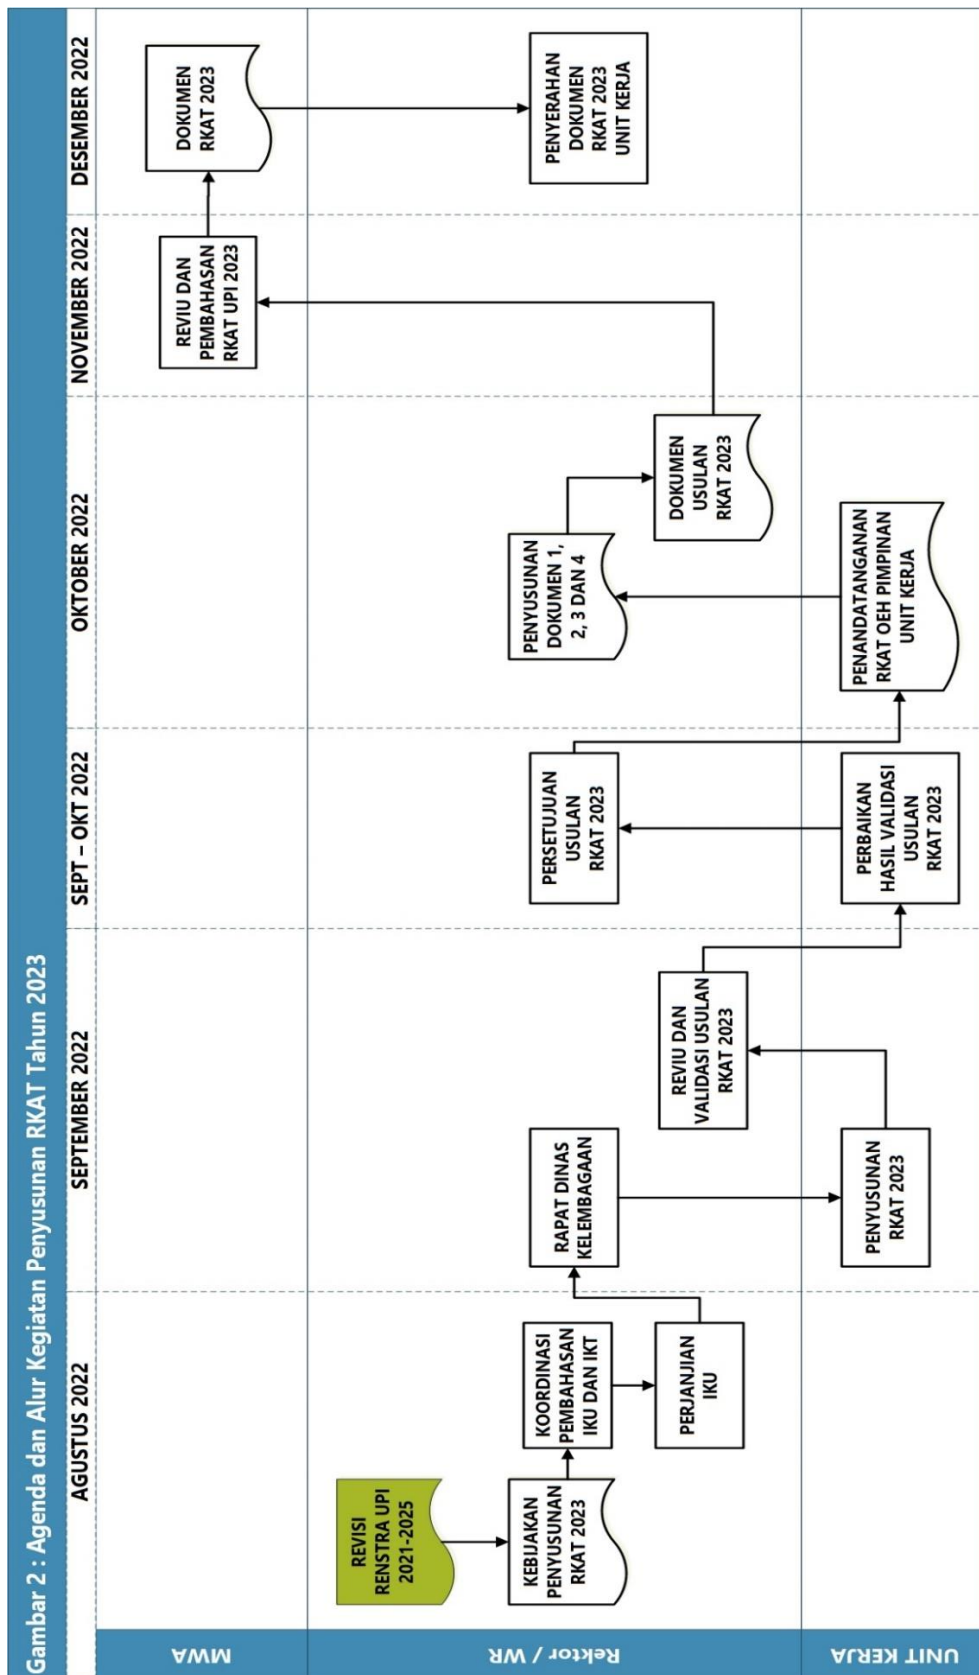 Gambar 2 : Agenda dan Alur Kegiatan Penyusunan RKAT Tahun 2023
AGUSTUS 2022
SEPTEMBER 2022
SEPT – OKT 2022
OKTOBER 2022
NOVEMBER 2022
DESEMBER 2022
MWA
REVIU DAN
PEMBAHASAN
RKAT UPI 2023
DOKUMEN
RKAT 2023
Rektor / WR
REVISI
RENSTRA UPI
2021-2025
KEBIJAKAN
PENYUSUNAN
RKAT 2023
KOORDINASI
PEMBAHASAN
IKU DAN IKT
PERJANJIAN
IKU
RAPAT DINAS
KELEMBAGAAN
REVIU DAN
VALIDASI USULAN
RKAT 2023
PERSETUJUAN
USULAN
RKAT 2023
PENYUSUNAN
DOKUMEN 1,
2, 3 DAN 4
DOKUMEN
USULAN
RKAT 2023
PENYERAHAN
DOKUMEN
RKAT 2023
UNIT KERJA
UNIT KERJA
PENYUSUNAN
RKAT 2023
PERBAIKAN
HASIL VALIDASI
USULAN
RKAT 2023
PENANDATANGANAN
RKAT OEH PIMPINAN
UNIT KERJA